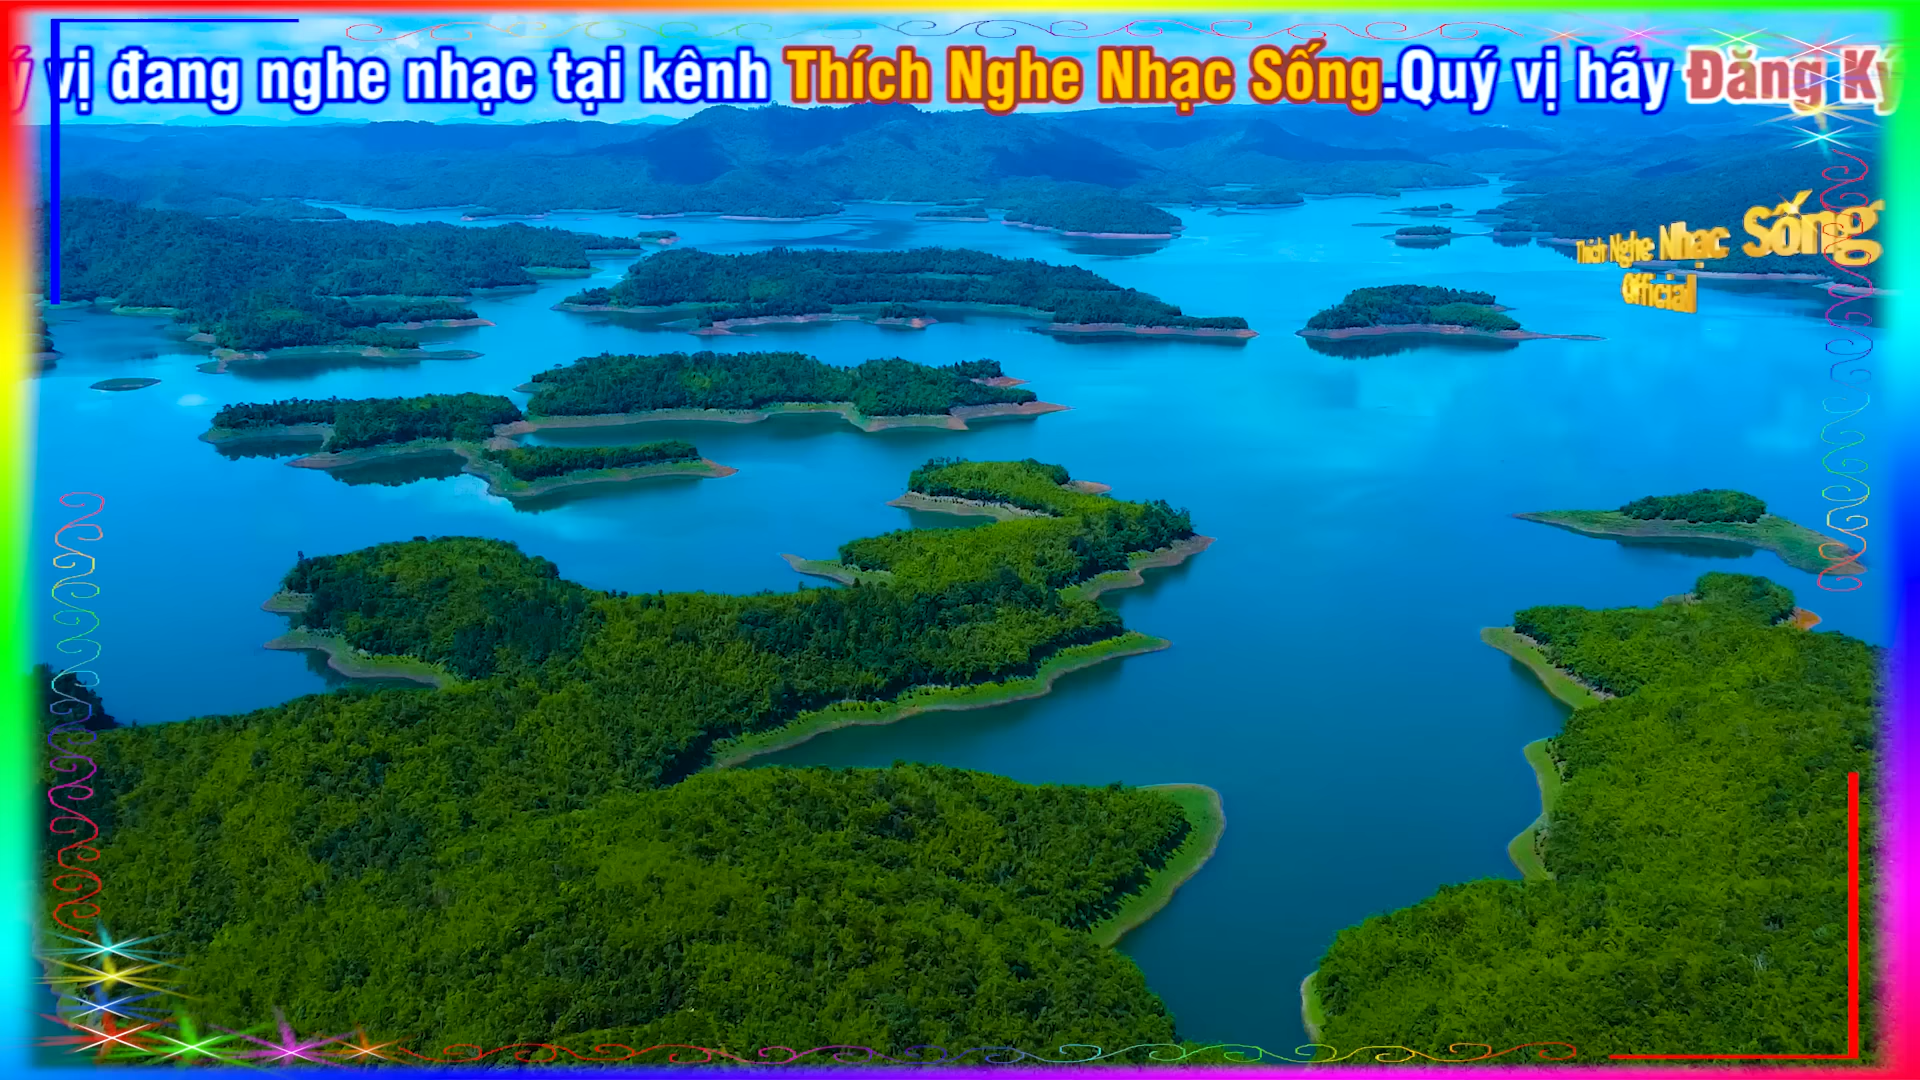 ý vị đang nghe nhạc tại kênh Thích Nghe Nhạc Sống.Quý vị hãy Đăng Ký
Thích Nghe Nhạc Sống
Official